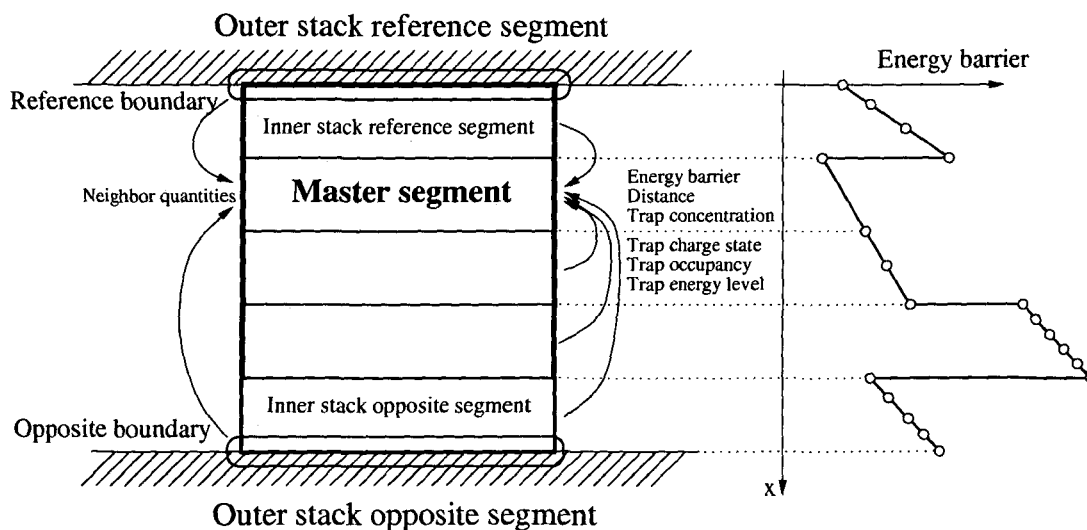 Outer stack reference segment
Energy barrier
Reference boundary
Inner stack reference segment
Neighbor quantities
Master segment
Energy barrier
Distance
Trap concentration
Trap charge state
Trap occupancy
Trap energy level
Inner stack opposite segment
Opposite boundary
x
Outer stack opposite segment